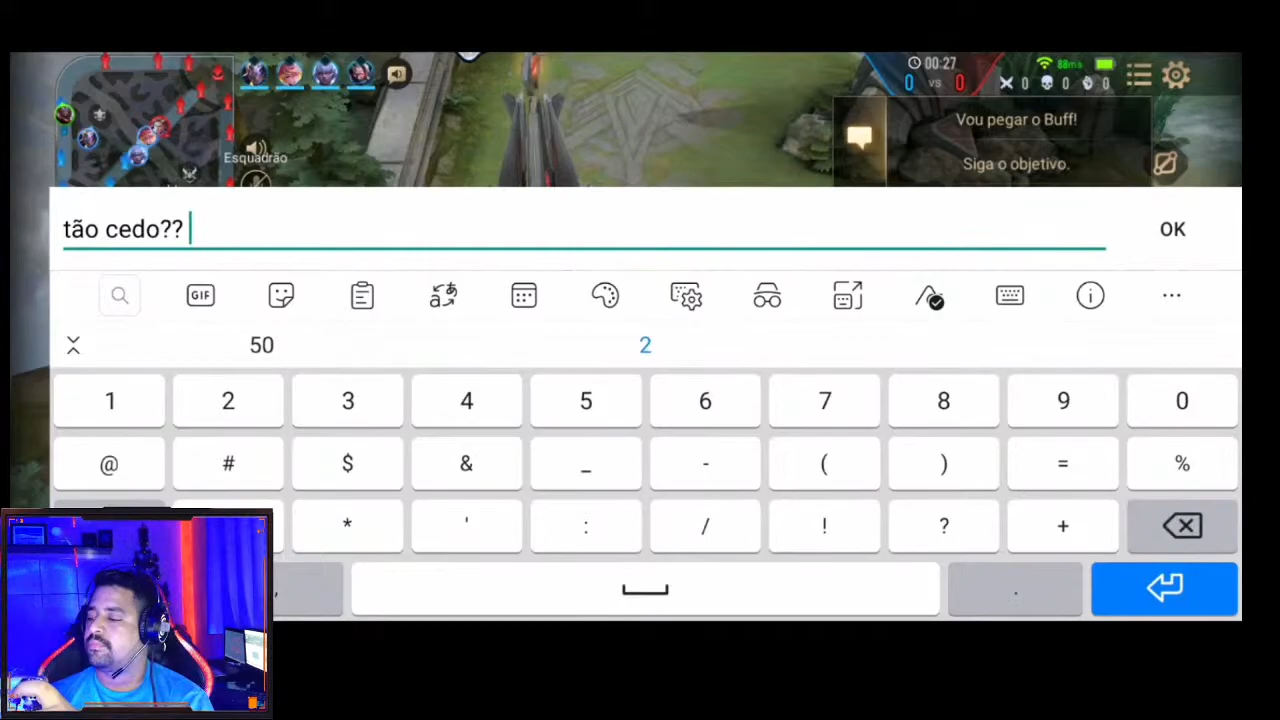 00:27
88ms
0 vs 0
0 0 0
Vou pegar o Buff!
Siga o objetivo.
Esquadrão
tão cedo??
OK
GIF
50
2
1 2 3 4 5 6 7 8 9 0
@ # $ & _ - ( ) = %
* ' : / ! ? +
, .